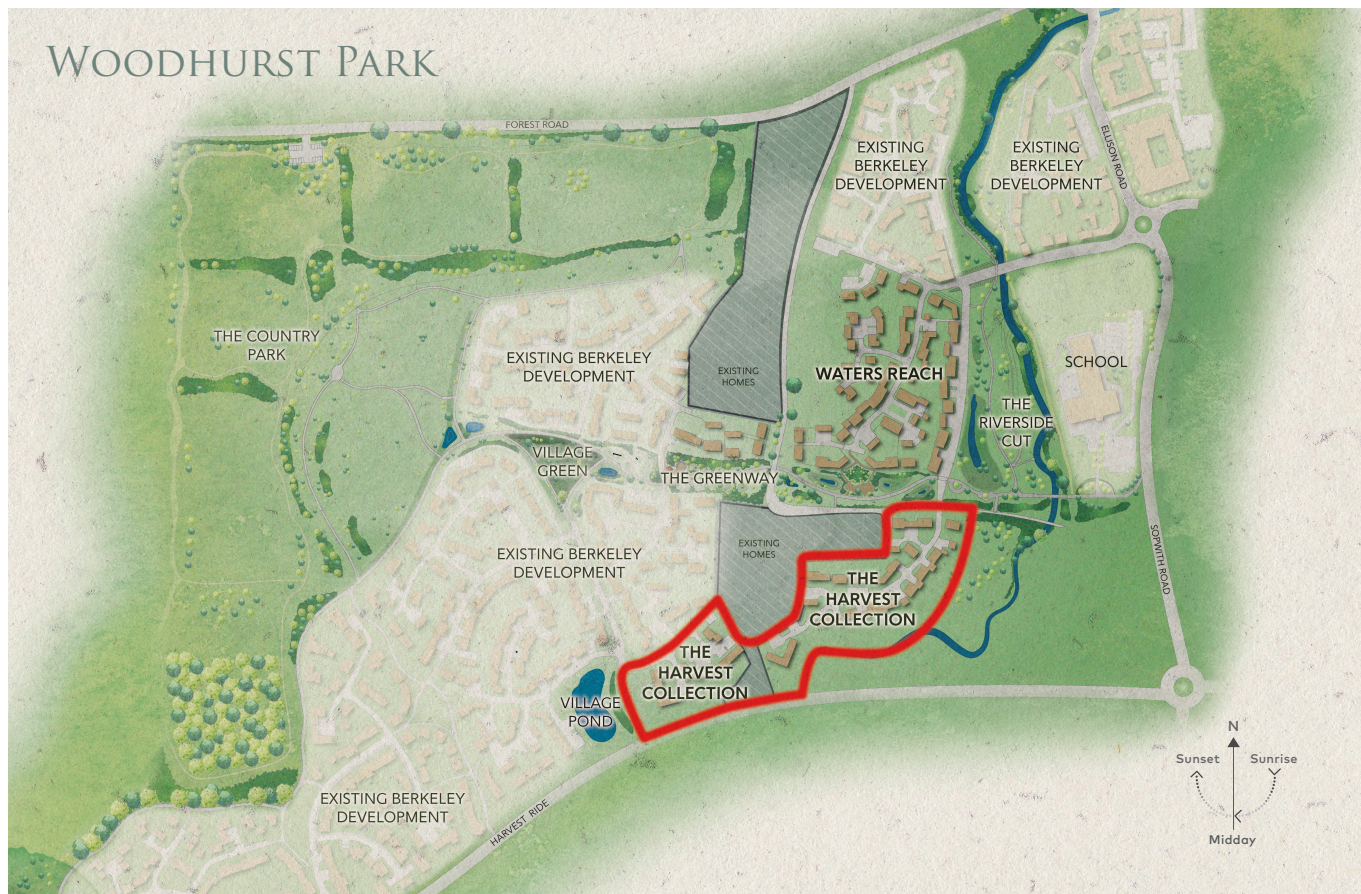 WOODHURST PARK
FOREST ROAD
EXISTING
BERKELEY
DEVELOPMENT
EXISTING
BERKELEY
DEVELOPMENT
ELLISON ROAD
THE COUNTRY
PARK
EXISTING BERKELEY
DEVELOPMENT
EXISTING
HOMES
WATERS REACH
SCHOOL
THE
RIVERSIDE
CUT
VILLAGE
GREEN
THE GREENWAY
EXISTING BERKELEY
DEVELOPMENT
EXISTING
HOMES
THE
HARVEST
COLLECTION
SOPWITH ROAD
THE
HARVEST
COLLECTION
VILLAGE
POND
EXISTING BERKELEY
DEVELOPMENT
HARVEST RIDE
N
Sunset
Sunrise
Midday